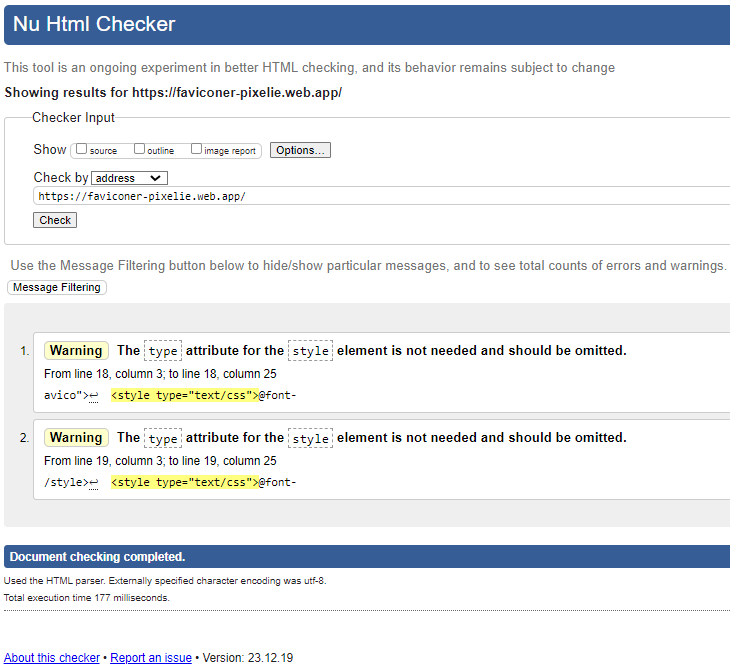 Nu Html Checker
This tool is an ongoing experiment in better HTML checking, and its behavior remains subject to change
Showing results for https://faviconer-pixelie.web.app/
Checker Input
Show source outline image report Options...
Check by address
https://faviconer-pixelie.web.app/
Check
Use the Message Filtering button below to hide/show particular messages, and to see total counts of errors and warnings.
Message Filtering
1. Warning The type attribute for the style element is not needed and should be omitted.
From line 18, column 3; to line 18, column 25
avico">↩ <style type="text/css">@font-
2. Warning The type attribute for the style element is not needed and should be omitted.
From line 19, column 3; to line 19, column 25
/style>↩ <style type="text/css">@font-
Document checking completed.
Used the HTML parser. Externally specified character encoding was utf-8.
Total execution time 177 milliseconds.
About this checker • Report an issue • Version: 23.12.19